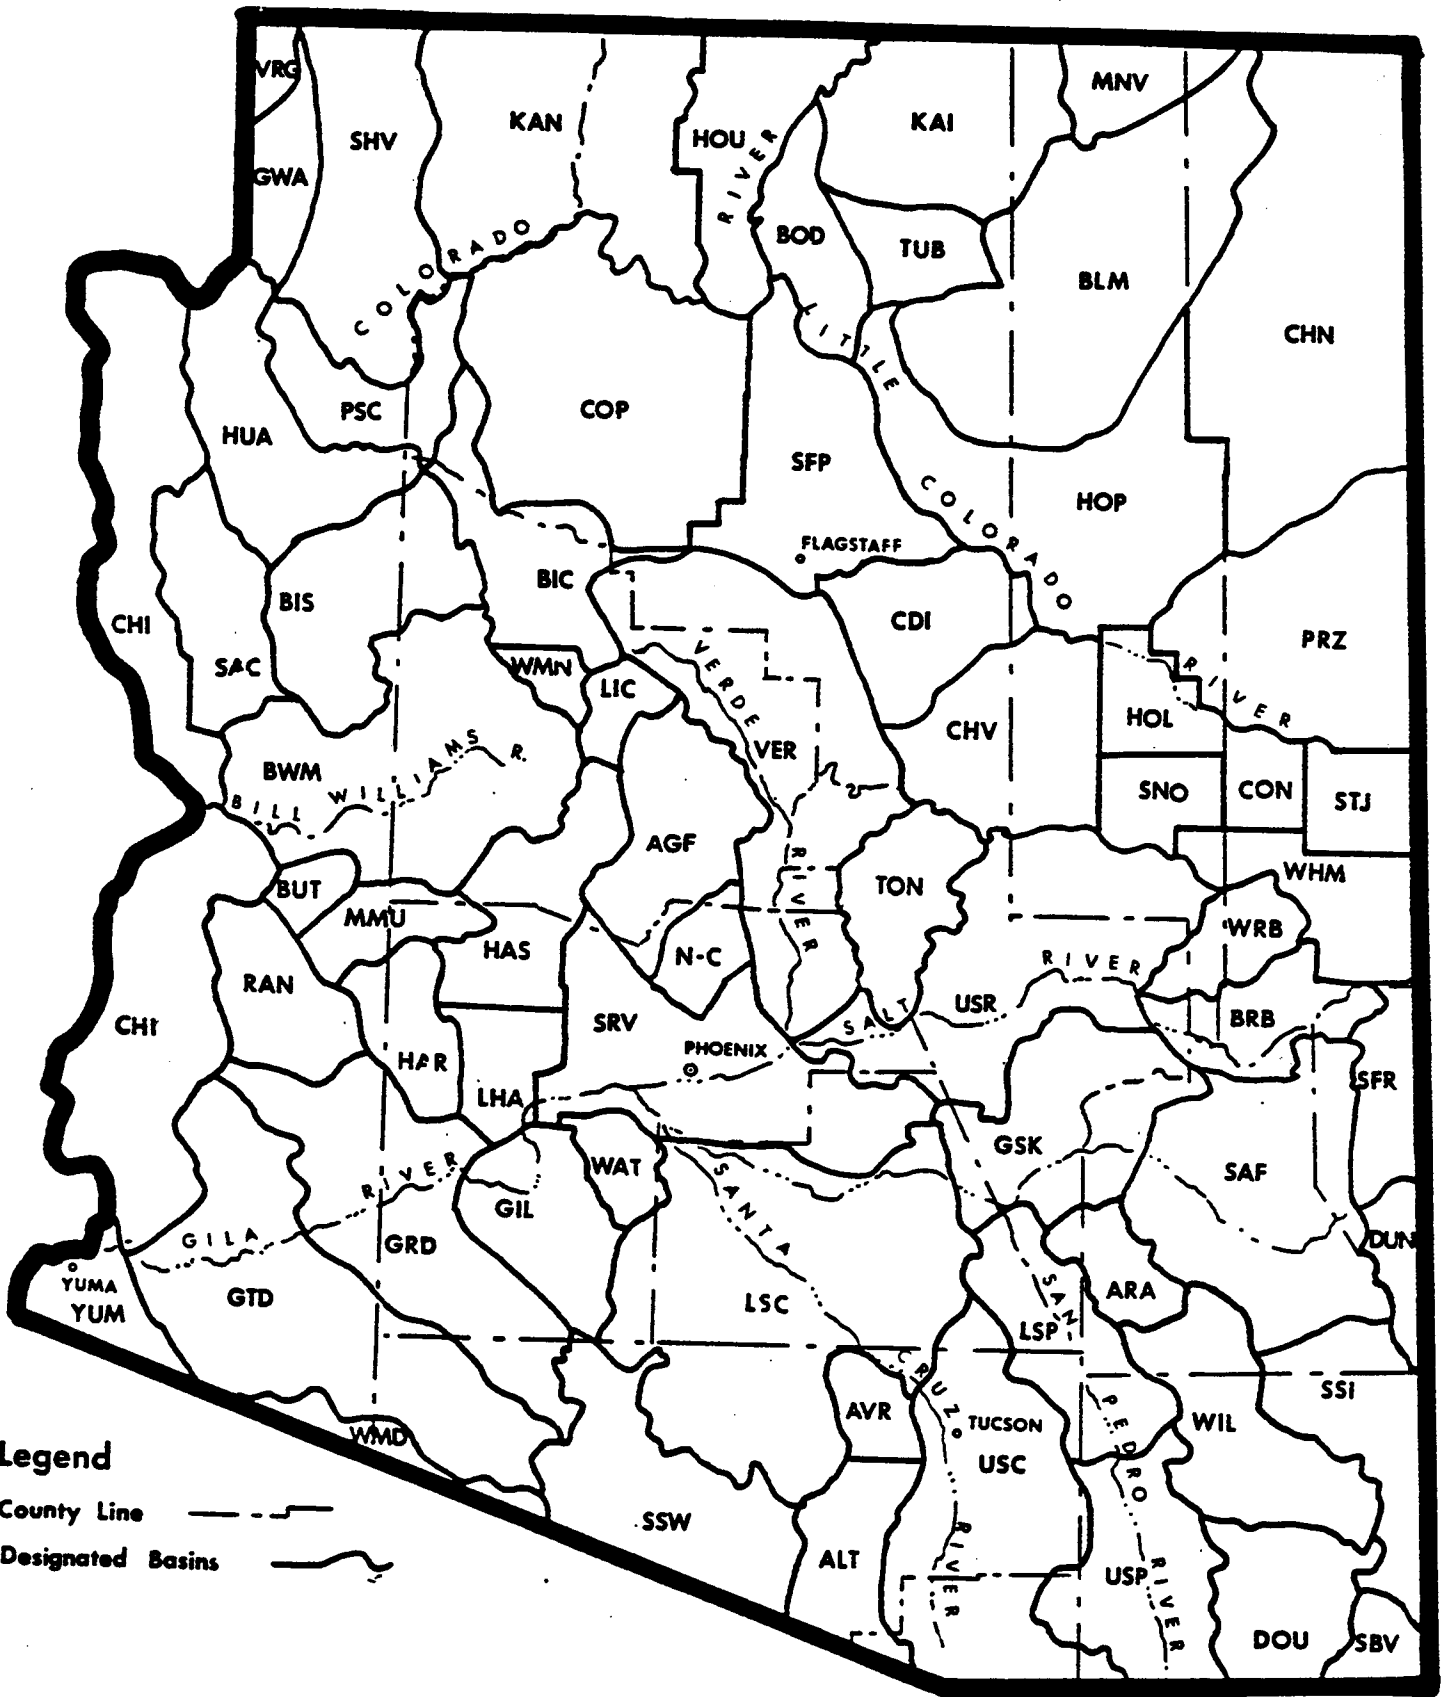 VRG
MNV
KAN
KAI
HOU
SHV
GWA
RIVER
BOD
TUB
COLORADO
BLM
LITTLE
CHN
PSC
COP
HUA
SFP
COLORADO
HOP
FLAGSTAFF
BIC
BIS
CHI
CDI
PRZ
SAC
WMN
LIC
VERDE
RIVER
HOL
CHV
VER
BWM
BILL WILLIAMS R.
SNO
CON
STJ
AGF
WHM
BUT
TON
MMU
RIVER
WRB
HAS
N-C
RAN
RIVER
USR
SALT
BRB
CHI
SRV
PHOENIX
HAR
SFR
LHA
GSK
WAT
SAF
RIVER
GIL
SANTA
GILA
GRD
DUN
YUMA
YUM
GTD
LSC
SAN
ARA
LSP
CRUZ
SSI
AVR
TUCSON
PEDRO
WIL
WMD
USC
Legend
County Line
Designated Basins
SSW
ALT
RIVER
USP
RIVER
DOU
SBV